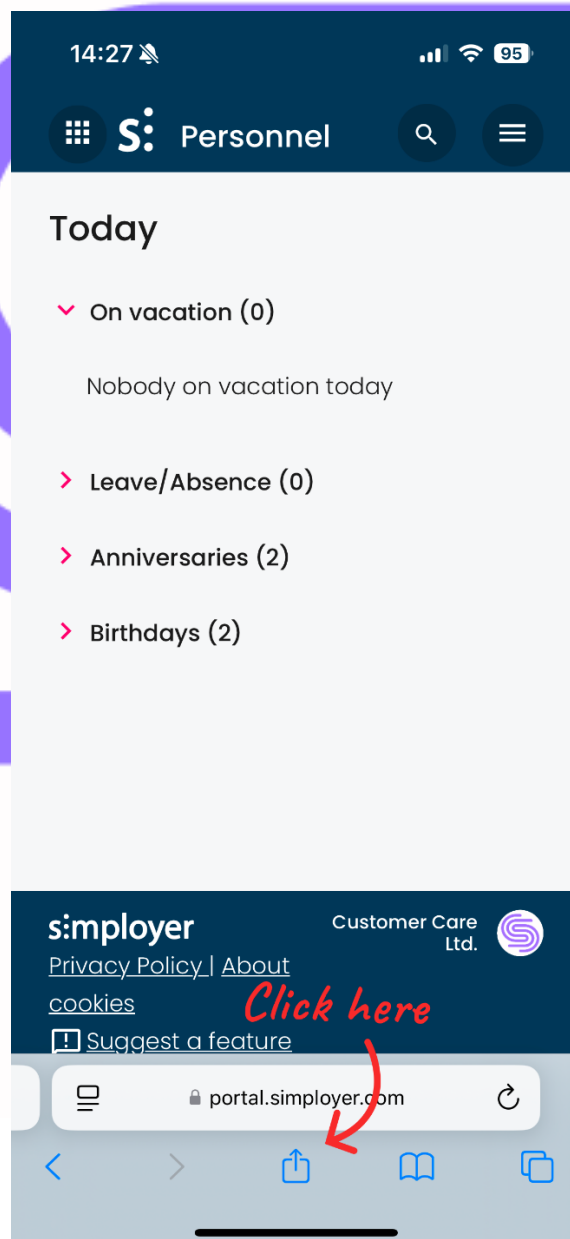 14:27
95
s: Personnel
Today
On vacation (0)
Nobody on vacation today
Leave/Absence (0)
Anniversaries (2)
Birthdays (2)
s:mployer
Customer Care
Ltd.
Privacy Policy | About
cookies
Click here
Suggest a feature
portal.simployer.com